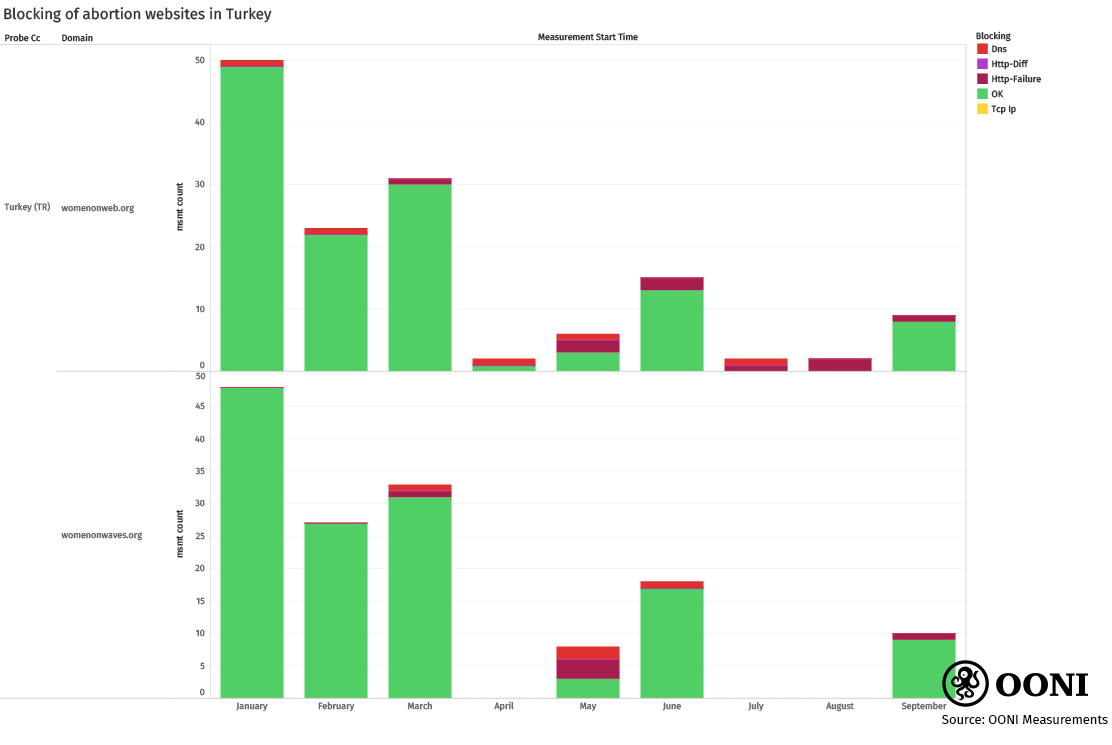 Blocking of abortion websites in Turkey
Probe Cc Domain Measurement Start Time
Blocking
Dns
Http-Diff
Http-Failure
OK
Tcp Ip
Turkey (TR) womenonweb.org
msmt count
50
40
30
20
10
0
womenonwaves.org
msmt count
50
45
40
35
30
25
20
15
10
5
0
January February March April May June July August September
OONI
Source: OONI Measurements